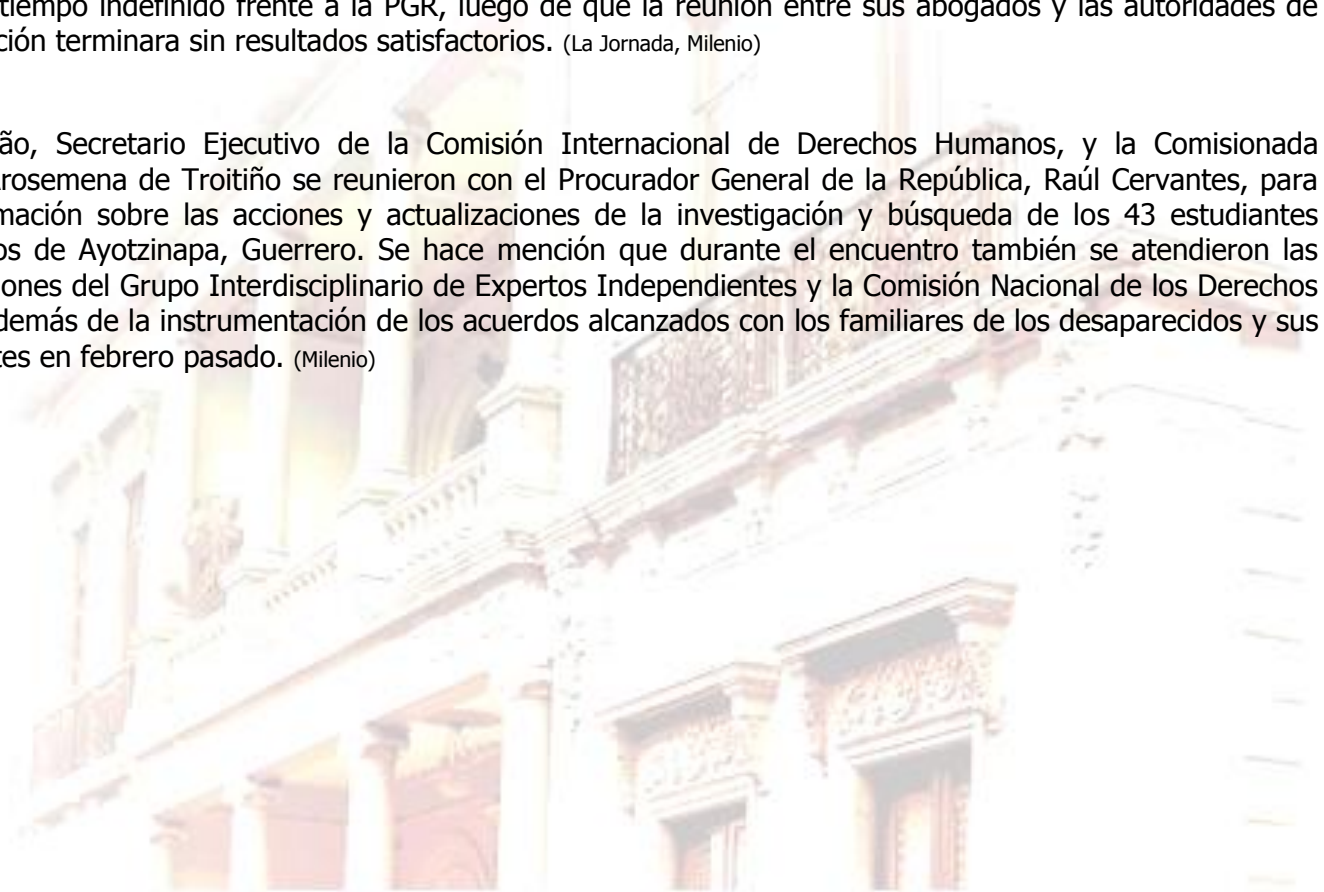 tiempo indefinido frente a la PGR, luego de que la reunión entre sus abogados y las autoridades de
ción terminara sin resultados satisfactorios. (La Jornada, Milenio)
ão, Secretario Ejecutivo de la Comisión Internacional de Derechos Humanos, y la Comisionada
rosemena de Troitiño se reunieron con el Procurador General de la República, Raúl Cervantes, para
mación sobre las acciones y actualizaciones de la investigación y búsqueda de los 43 estudiantes
os de Ayotzinapa, Guerrero. Se hace mención que durante el encuentro también se atendieron las
ones del Grupo Interdisciplinario de Expertos Independientes y la Comisión Nacional de los Derechos
demás de la instrumentación de los acuerdos alcanzados con los familiares de los desaparecidos y sus
tes en febrero pasado. (Milenio)